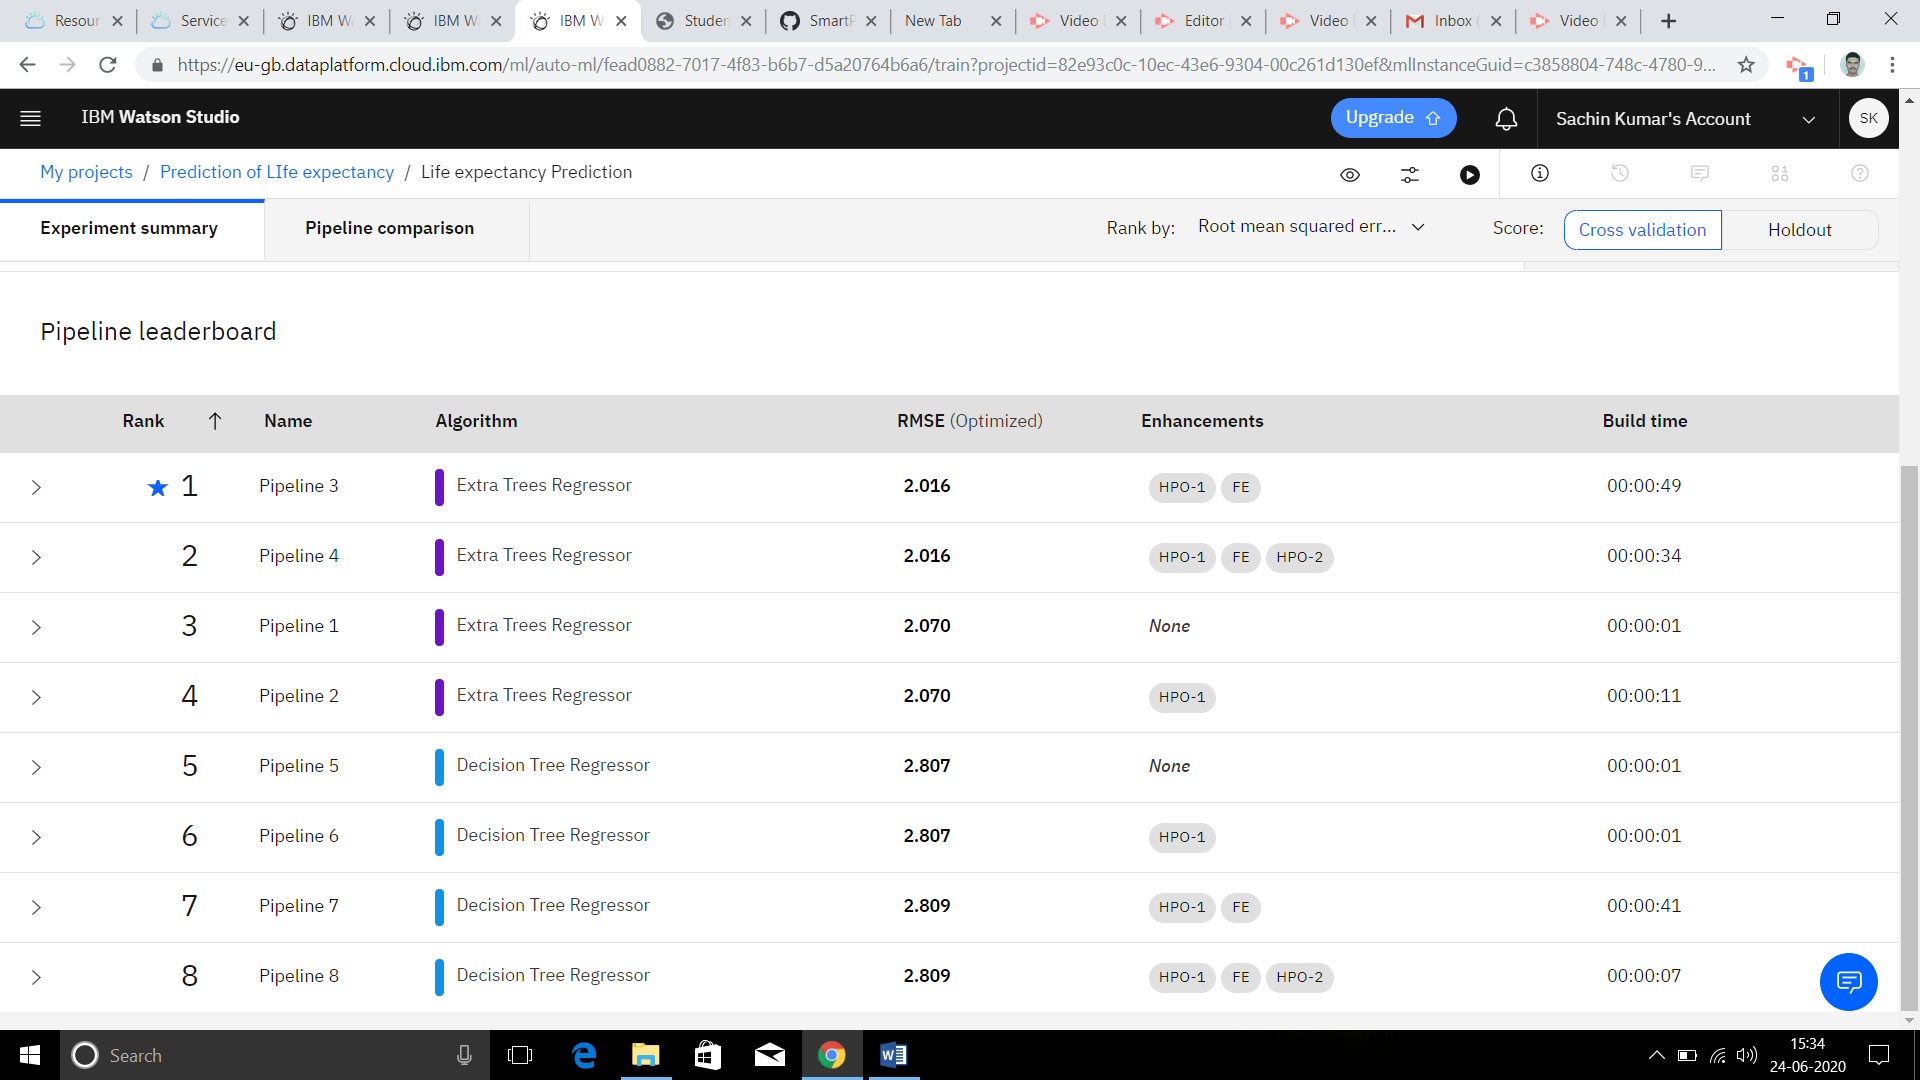 Resour Service IBM Wa IBM Wa IBM W Studen SmartP New Tab Video Editor Video Inbox ( Video
https://eu-gb.dataplatform.cloud.ibm.com/ml/auto-ml/fead0882-7017-4f83-b6b7-d5a20764b6a6/train?projectid=82e93c0c-10ec-43e6-9304-00c261d130ef&mlInstanceGuid=c3858804-748c-4780-9... 1
IBM Watson Studio Upgrade Sachin Kumar's Account SK
My projects / Prediction of LIfe expectancy / Life expectancy Prediction
Experiment summary Pipeline comparison Rank by: Root mean squared err... Score: Cross validation Holdout
Pipeline leaderboard
Rank Name Algorithm RMSE (Optimized) Enhancements Build time
1 Pipeline 3 Extra Trees Regressor 2.016 HPO-1 FE 00:00:49
2 Pipeline 4 Extra Trees Regressor 2.016 HPO-1 FE HPO-2 00:00:34
3 Pipeline 1 Extra Trees Regressor 2.070 None 00:00:01
4 Pipeline 2 Extra Trees Regressor 2.070 HPO-1 00:00:11
5 Pipeline 5 Decision Tree Regressor 2.807 None 00:00:01
6 Pipeline 6 Decision Tree Regressor 2.807 HPO-1 00:00:01
7 Pipeline 7 Decision Tree Regressor 2.809 HPO-1 FE 00:00:41
8 Pipeline 8 Decision Tree Regressor 2.809 HPO-1 FE HPO-2 00:00:07
Search 15:34
24-06-2020